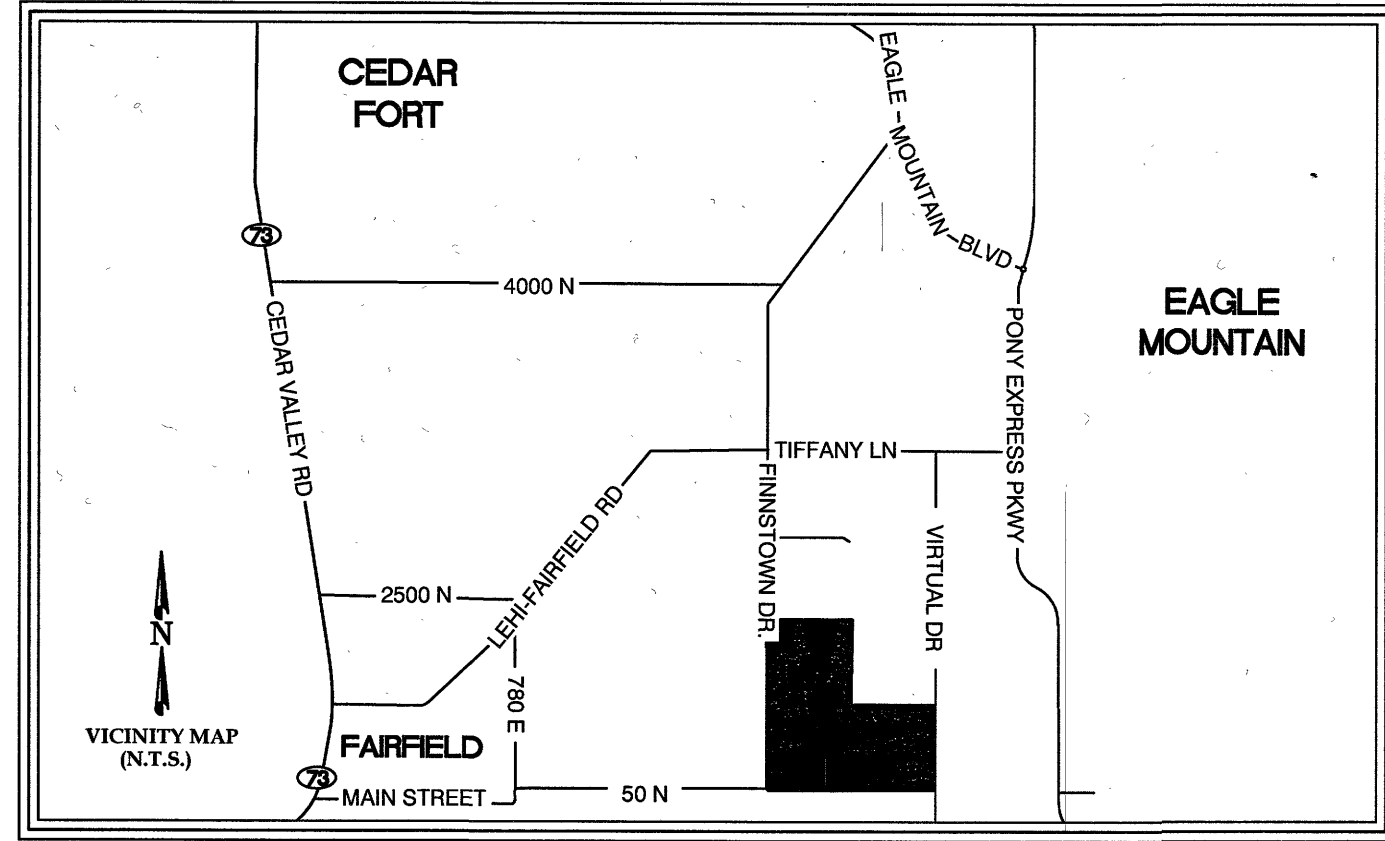 CEDAR
FORT
EAGLE MOUNTAIN BLVD
73
4000 N
EAGLE
MOUNTAIN
CEDAR VALLEY RD
PONY EXPRESS PKWY
TIFFANY LN
FINNSTOWN DR.
VIRTUAL DR
LEHI-FAIRFIELD RD
2500 N
N
780 E
VICINITY MAP
(N.T.S.)
FAIRFIELD
73
MAIN STREET
50 N